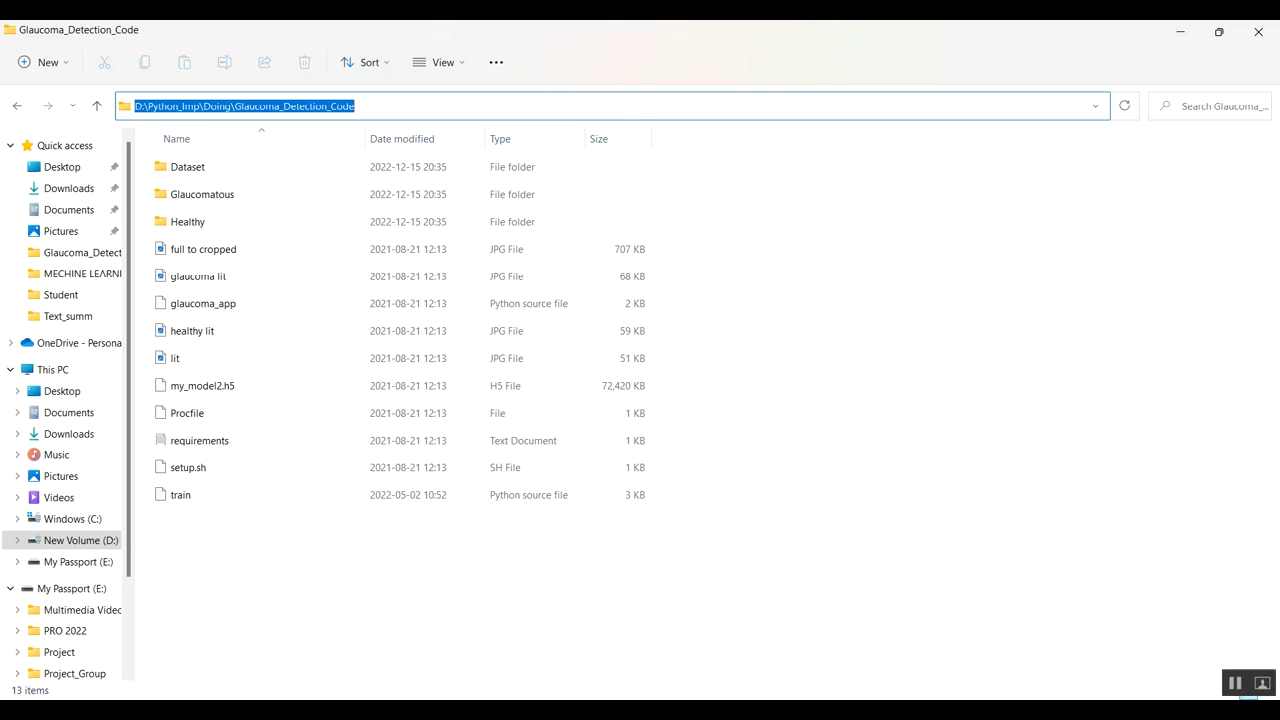 Glaucoma_Detection_Code
New Sort View
D:\Python_Imp\Doing\Glaucoma_Detection_Code
Search Glaucoma_...
Name Date modified Type Size
Quick access
Desktop
Downloads
Documents
Pictures
Glaucoma_Detect
MECHINE LEARNI
Student
Text_summ
OneDrive - Persona
This PC
Desktop
Documents
Downloads
Music
Pictures
Videos
Windows (C:)
New Volume (D:)
My Passport (E:)
My Passport (E:)
Multimedia Videc
PRO 2022
Project
Project_Group
Dataset 2022-12-15 20:35 File folder
Glaucomatous 2022-12-15 20:35 File folder
Healthy 2022-12-15 20:35 File folder
full to cropped 2021-08-21 12:13 JPG File 707 KB
glaucoma lit 2021-08-21 12:13 JPG File 68 KB
glaucoma_app 2021-08-21 12:13 Python source file 2 KB
healthy lit 2021-08-21 12:13 JPG File 59 KB
lit 2021-08-21 12:13 JPG File 51 KB
my_model2.h5 2021-08-21 12:13 H5 File 72,420 KB
Procfile 2021-08-21 12:13 File 1 KB
requirements 2021-08-21 12:13 Text Document 1 KB
setup.sh 2021-08-21 12:13 SH File 1 KB
train 2022-05-02 10:52 Python source file 3 KB
13 items